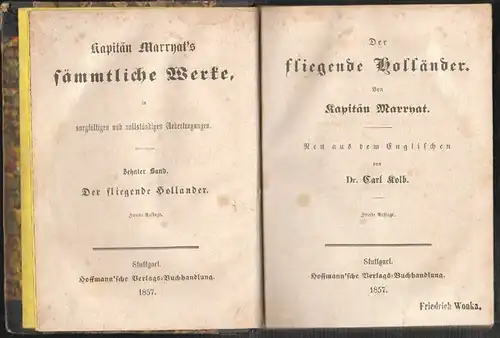 Kapitän Marryat's
sämmtliche Werke,
in
sorgfältigen und vollständigen Uebertragungen.
Zehnter Band.
Der fliegende Holländer.
Zweite Auflage.
Stuttgart.
Hoffmann'sche Verlags-Buchhandlung.
1857.
Der
fliegende Holländer.
Von
Kapitän Marryat.
Neu aus dem Englischen
von
Dr. Carl Kolb.
Zweite Auflage.
Stuttgart.
Hoffmann'sche Verlags-Buchhandlung.
1857.
Friedrich Wonka.